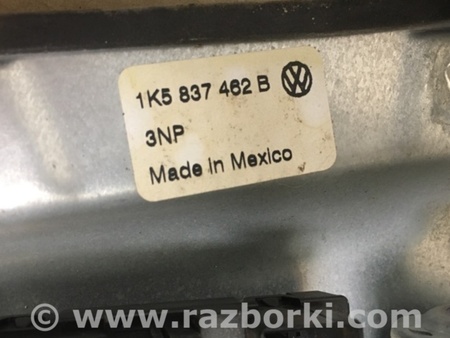 1K5 837 462 B
3NP
Made in Mexico
© www.razborki.com